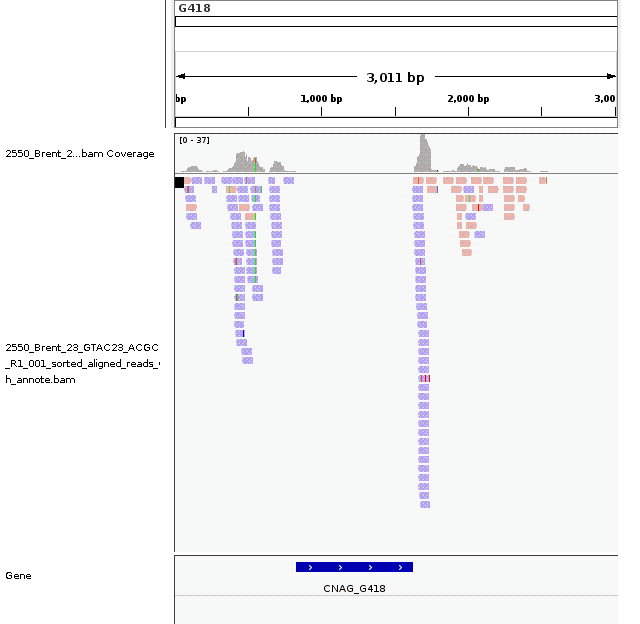 G418
3,011 bp
bp 1,000 bp 2,000 bp 3,00
[0 - 37]
2550_Brent_2...bam Coverage
2550_Brent_23_GTAC23_ACGC
_R1_001_sorted_aligned_reads_
h_annote.bam
Gene
CNAG_G418